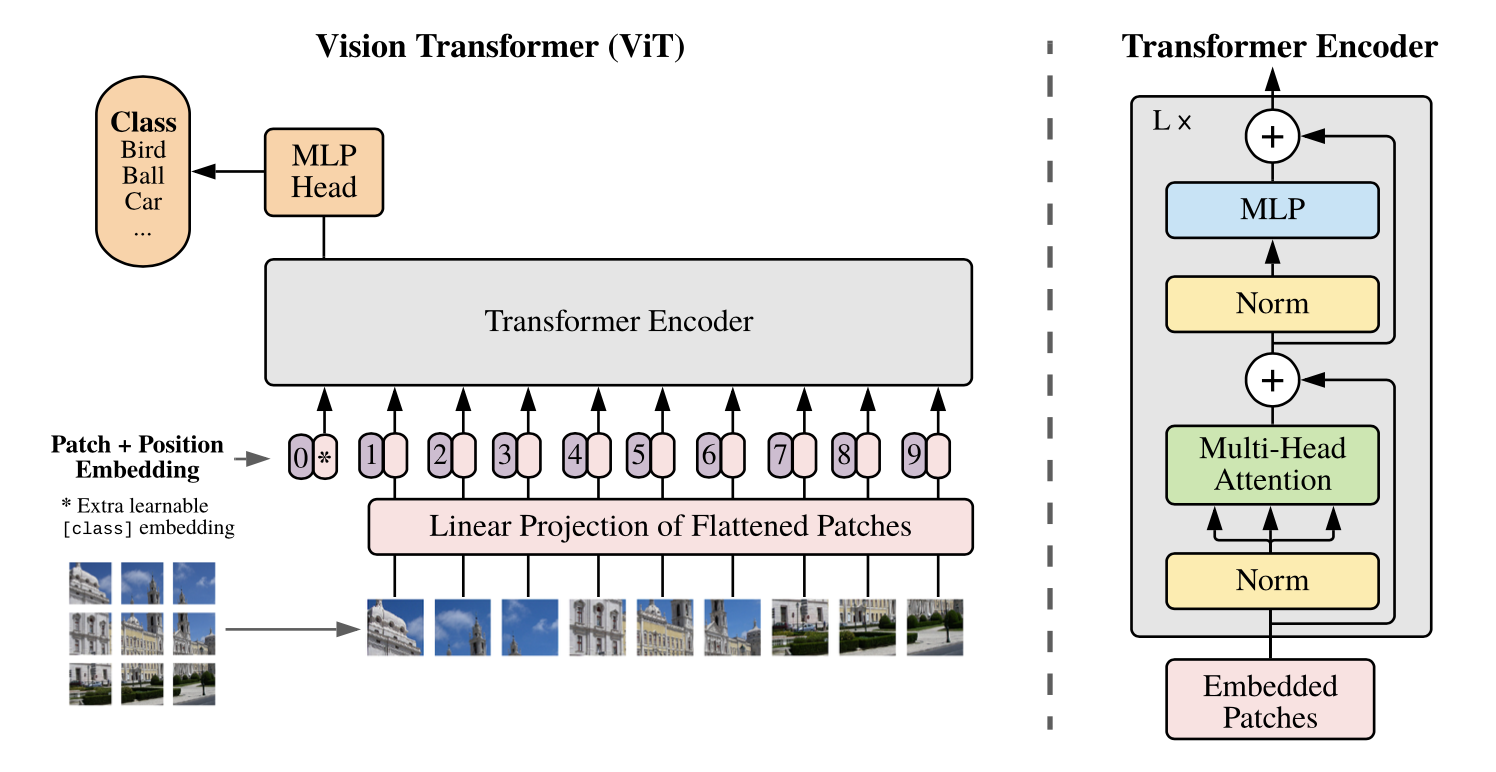 Vision Transformer (ViT)
Class
Bird
Ball
Car
...
MLP
Head
Transformer Encoder
Patch + Position
Embedding
* Extra learnable
[class] embedding
0 * 1 2 3 4 5 6 7 8 9
Linear Projection of Flattened Patches
Transformer Encoder
L ×
+
MLP
Norm
+
Multi-Head
Attention
Norm
Embedded
Patches